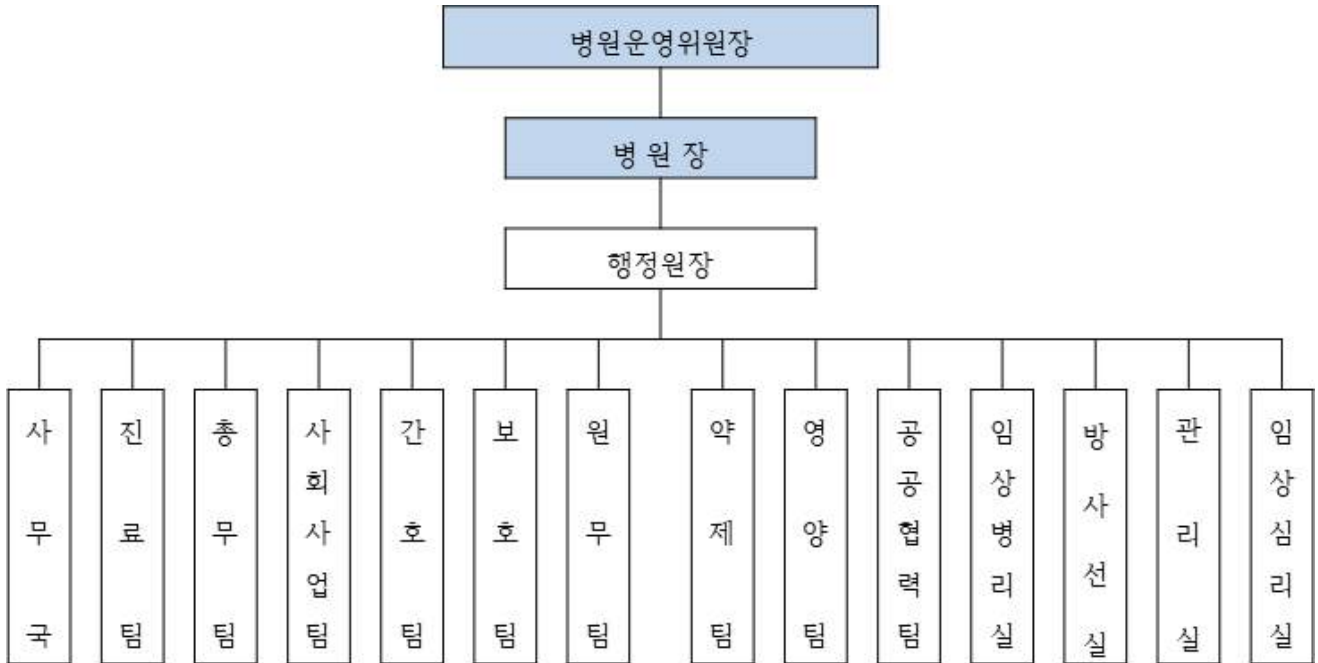 병원운영위원장
병 원 장
행정원장
사무국
진료팀
총무팀
사회사업팀
간호팀
보호팀
원무팀
약제팀
영양팀
공공협력팀
임상병리실
방사선실
관리실
임상심리실